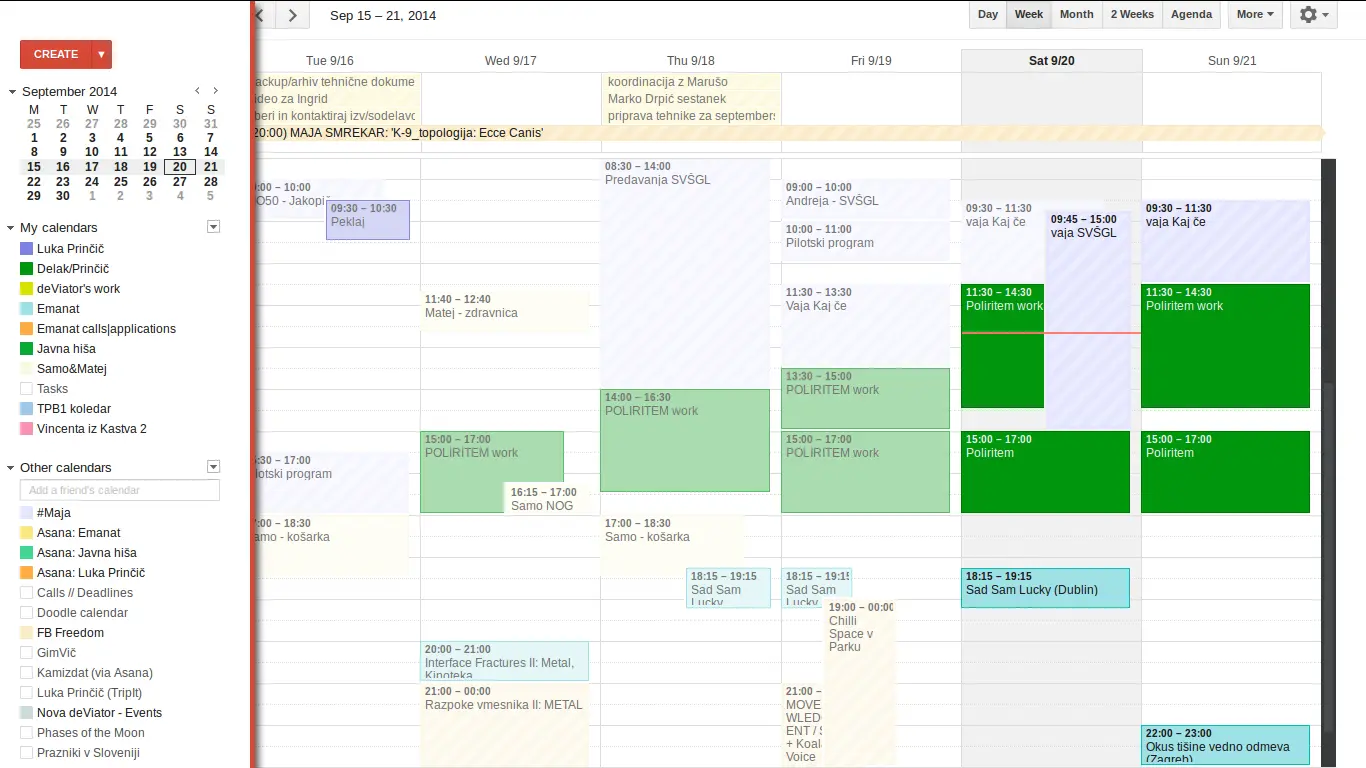 Sep 15 – 21, 2014
Day
Week
Month
2 Weeks
Agenda
More
CREATE
September 2014
M T W T F S S
25 26 27 28 29 30 31
1 2 3 4 5 6 7
8 9 10 11 12 13 14
15 16 17 18 19 20 21
22 23 24 25 26 27 28
29 30 1 2 3 4 5
My calendars
Luka Prinčič
Delak/Prinčič
deViator's work
Emanat
Emanat calls|applications
Javna hiša
Samo&Matej
Tasks
TPB1 koledar
Vincenta iz Kastva 2
Other calendars
Add a friend's calendar
#Maja
Asana: Emanat
Asana: Javna hiša
Asana: Luka Prinčič
Calls // Deadlines
Doodle calendar
FB Freedom
GimVič
Kamizdat (via Asana)
Luka Prinčič (TripIt)
Nova deViator - Events
Phases of the Moon
Prazniki v Sloveniji
Tue 9/16
Wed 9/17
Thu 9/18
Fri 9/19
Sat 9/20
Sun 9/21
ackup/arhiv tehnične dokume
ideo za Ingrid
beri in kontaktiraj izv/sodelavc
koordinacija z Marušo
Marko Drpić sestanek
priprava tehnike za septembers
20:00) MAJA SMREKAR: 'K-9_topologija: Ecce Canis'
:00 – 10:00
O50 - Jakopič
09:30 – 10:30
Peklaj
:30 – 17:00
lotski program
:00 – 18:30
amo - košarka
11:40 – 12:40
Matej - zdravnica
15:00 – 17:00
POLIRITEM work
16:15 – 17:00
Samo NOG
20:00 – 21:00
Interface Fractures II: Metal,
Kinoteka
21:00 – 00:00
Razpoke vmesnika II: METAL
08:30 – 14:00
Predavanja SVŠGL
14:00 – 16:30
POLIRITEM work
17:00 – 18:30
Samo - košarka
18:15 – 19:15
Sad Sam
Lucky
09:00 – 10:00
Andreja - SVŠGL
10:00 – 11:00
Pilotski program
11:30 – 13:30
Vaja Kaj če
13:30 – 15:00
POLIRITEM work
15:00 – 17:00
POLIRITEM work
18:15 – 19:15
Sad Sam
Lucky
19:00 – 00:00
Chilli
Space v
Parku
21:00 –
MOVE
WLED
ENT / S
+ Koala
Voice
09:30 – 11:30
vaja Kaj če
09:45 – 15:00
vaja SVŠGL
11:30 – 14:30
Poliritem work
15:00 – 17:00
Poliritem
18:15 – 19:15
Sad Sam Lucky (Dublin)
09:30 – 11:30
vaja Kaj če
11:30 – 14:30
Poliritem work
15:00 – 17:00
Poliritem
22:00 – 23:00
Okus tišine vedno odmeva
(Zagreb)